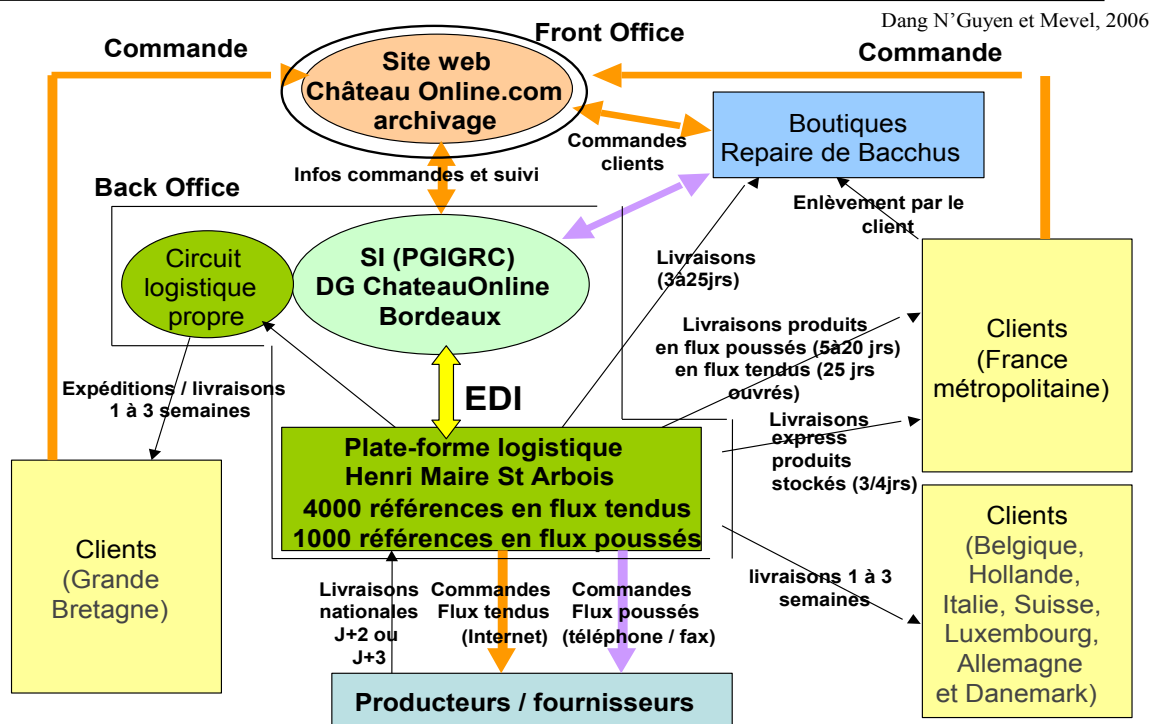 Dang N'Guyen et Mevel, 2006
Commande
Front Office
Commande
Site web
Château Online.com
archivage
Commandes
clients
Boutiques
Repaire de Bacchus
Infos commandes et suivi
Back Office
Enlèvement par le
client
Circuit
logistique
propre
SI (PGIGRC)
DG ChateauOnline
Bordeaux
Livraisons
(3à25jrs)
Livraisons produits
en flux poussés (5à20 jrs)
en flux tendus (25 jrs
ouvrés)
Clients
(France
métropolitaine)
Expéditions / livraisons
1 à 3 semaines
EDI
Livraisons
express
produits
stockés (3/4jrs)
Plate-forme logistique
Henri Maire St Arbois
4000 références en flux tendus
1000 références en flux poussés
Clients
(Grande
Bretagne)
Clients
(Belgique,
Hollande,
Italie, Suisse,
Luxembourg,
Allemagne
et Danemark)
livraisons 1 à 3
semaines
Livraisons
nationales
J+2 ou
J+3
Commandes
Flux tendus
(Internet)
Commandes
Flux poussés
(téléphone / fax)
Producteurs / fournisseurs